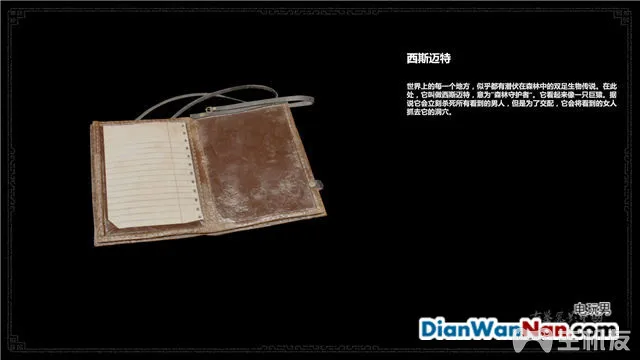 西斯迈特
世界上的每一个地方，似乎都有潜伏在森林中的双足生物传说。在此
处，它叫做西斯迈特，意为“森林守护者”。它看起来像一只巨猿。据
说它会立刻杀死所有看到的男人，但是为了交配，它会将看到的女人
抓去它的洞穴。
电玩男
DianWanNan.com